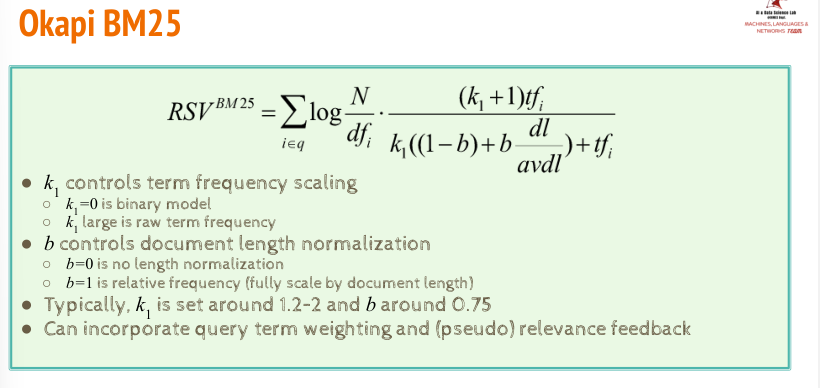 Okapi BM25
AI & Data Science Lab
MACHINES, LANGUAGES &
NETWORKS TEAM
RSV^{BM25} = \sum_{i \in q} \log \frac{N}{df_i} \cdot \frac{(k_1+1)tf_i}{k_1((1-b)+b\frac{dl}{avdl})+tf_i}
● k_1 controls term frequency scaling
○ k_1=0 is binary model
○ k_1 large is raw term frequency
● b controls document length normalization
○ b=0 is no length normalization
○ b=1 is relative frequency (fully scale by document length)
● Typically, k_1 is set around 1.2-2 and b around 0.75
● Can incorporate query term weighting and (pseudo) relevance feedback